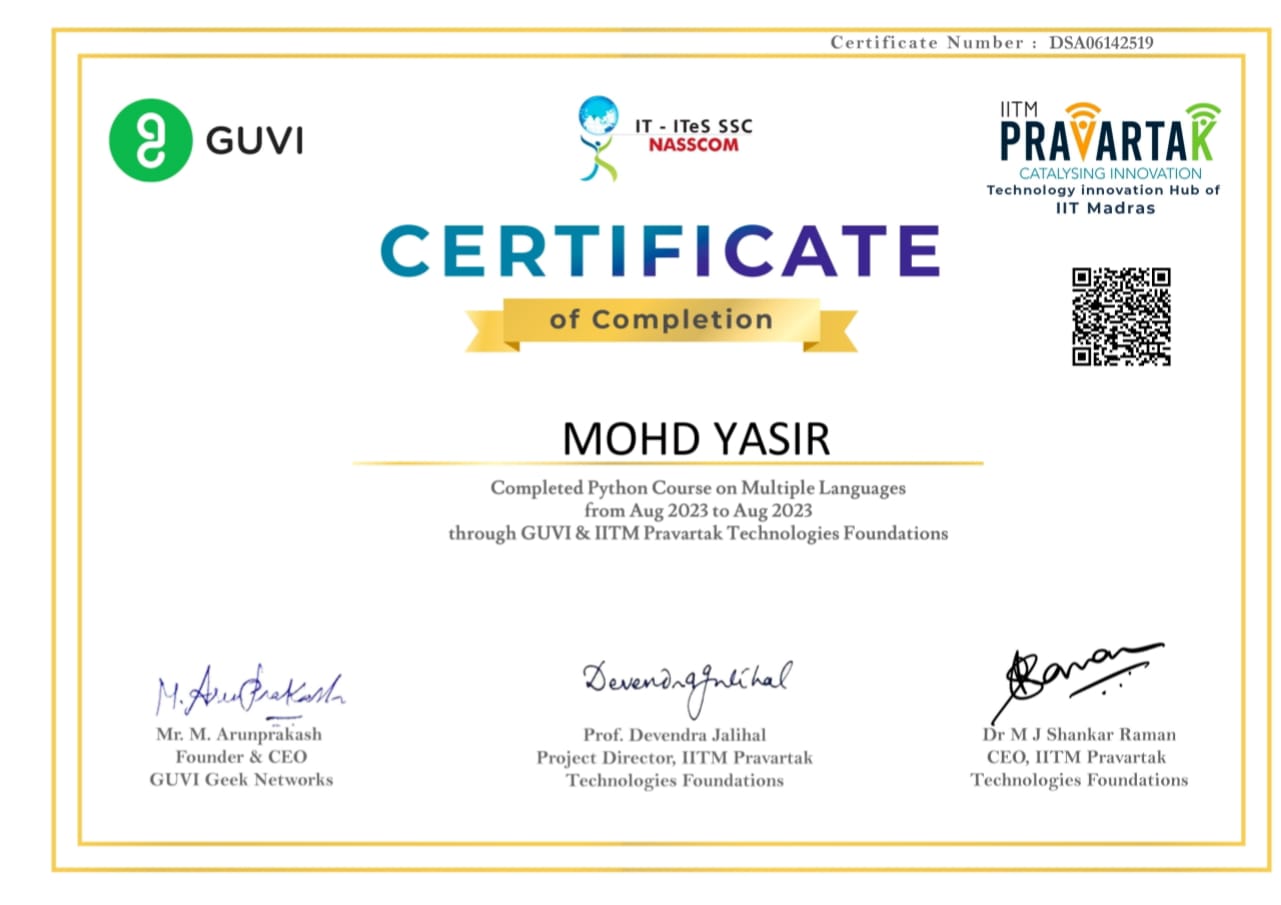 Certificate Number : DSA06142519
GUVI
IT - ITeS SSC
NASSCOM
IITM
PRAVARTAK
CATALYSING INNOVATION
Technology innovation Hub of
IIT Madras
CERTIFICATE
of Completion
MOHD YASIR
Completed Python Course on Multiple Languages
from Aug 2023 to Aug 2023
through GUVI & IITM Pravartak Technologies Foundations
M. ArunPrakash
Devendra Jalihal
Raman
Mr. M. Arunprakash
Founder & CEO
GUVI Geek Networks
Prof. Devendra Jalihal
Project Director, IITM Pravartak
Technologies Foundations
Dr M J Shankar Raman
CEO, IITM Pravartak
Technologies Foundations